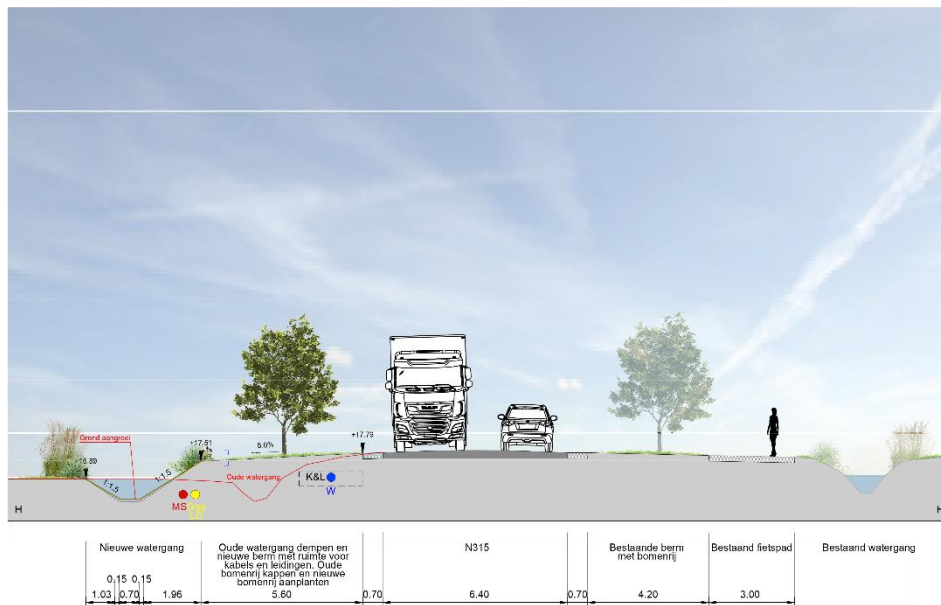 Grond aangroei
+16.89
1:1.5
1:1.5
+17.61
5.0%
+17.79
Oude watergang
K&L
W
MS
H
H
Nieuwe watergang
Oude watergang dempen en
nieuwe berm met ruimte voor
kabels en leidingen. Oude
bomenrij kappen en nieuwe
bomenrij aanplanten
N315
Bestaande berm
met bomenrij
Bestaand fietspad
Bestaand watergang
0.15 0.15
1.03 0.70 1.96 5.60 0.70 6.40 0.70 4.20 3.00